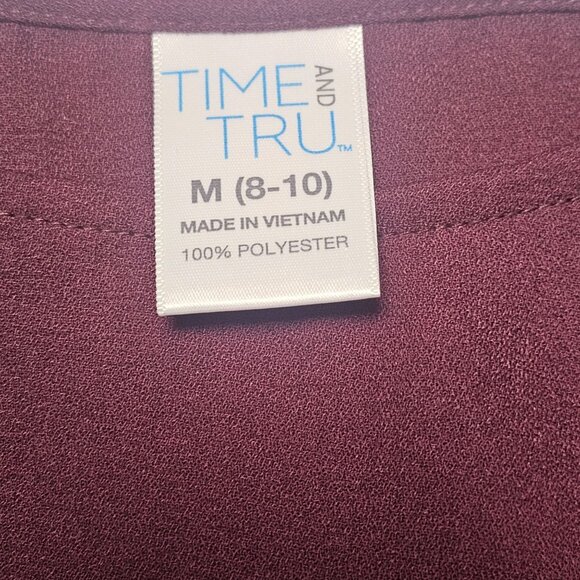 TIME AND
TRU™
M (8-10)
MADE IN VIETNAM
100% POLYESTER